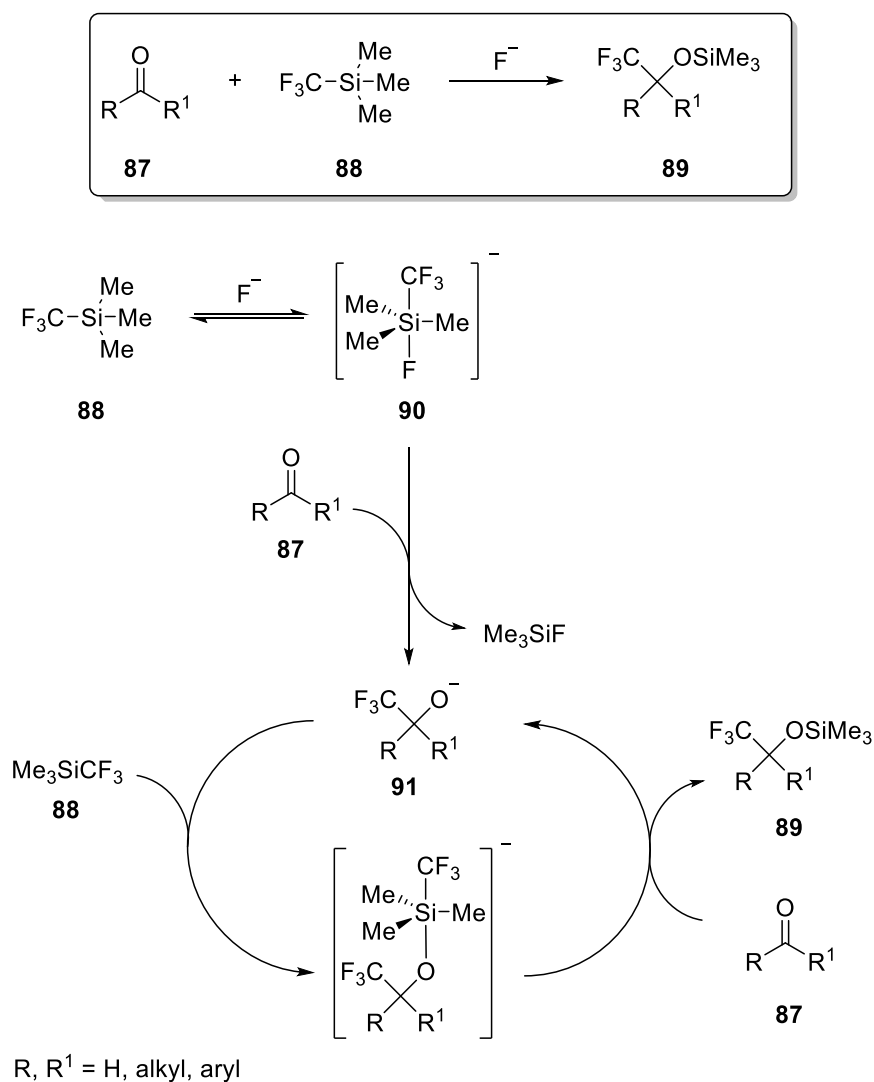 O
R
R¹
87
+
F₃C–Si–Me
Me
Me
88
F⁻
F₃C OSiMe₃
R R¹
89
F₃C–Si–Me
Me
Me
88
F⁻
CF₃
Me
Me
Si–Me
F
−
90
O
R R¹
87
Me₃SiF
F₃C O⁻
R R¹
91
Me₃SiCF₃
88
F₃C OSiMe₃
R R¹
89
CF₃
Me
Me
Si–Me
F₃C O
R R¹
−
O
R R¹
87
R, R¹ = H, alkyl, aryl